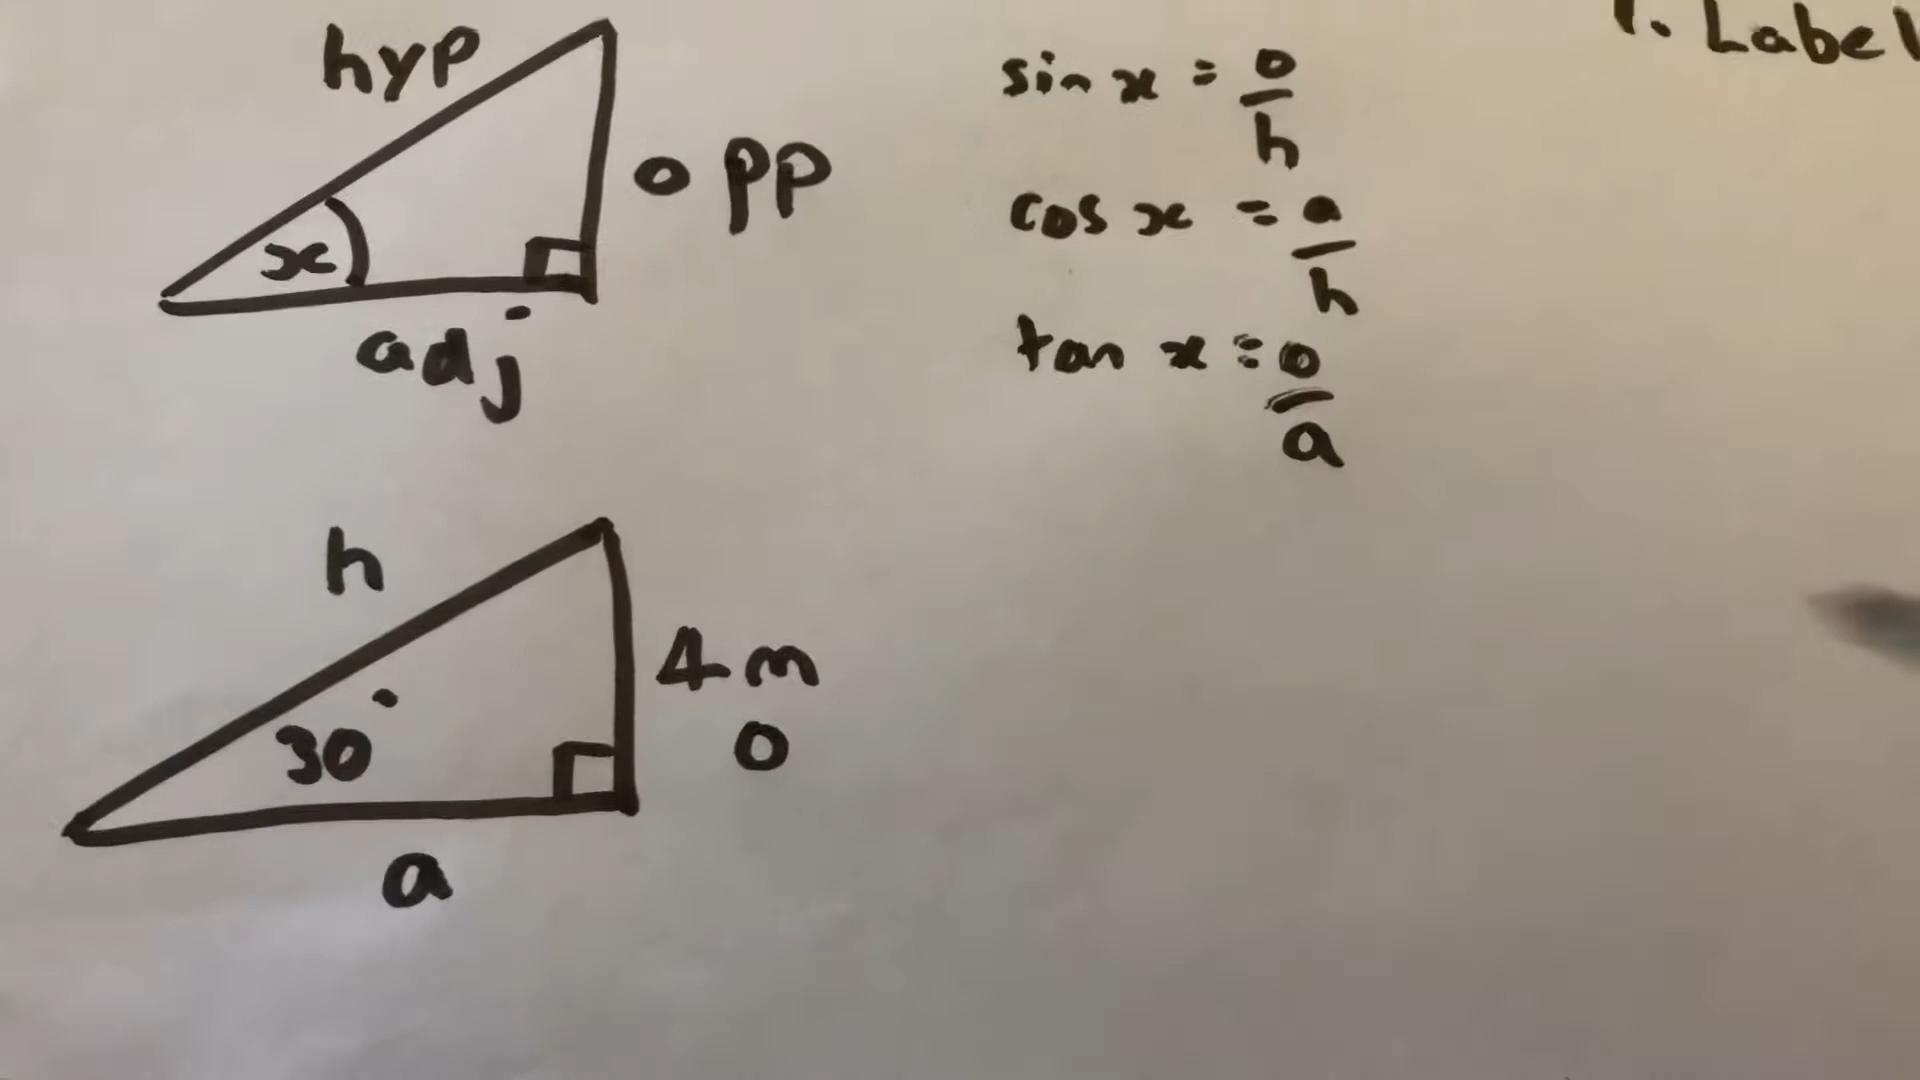 hyp
opp
x
adj
sin x = o/h
cos x = a/h
tan x = o/a
1. Label
h
4m
o
30°
a